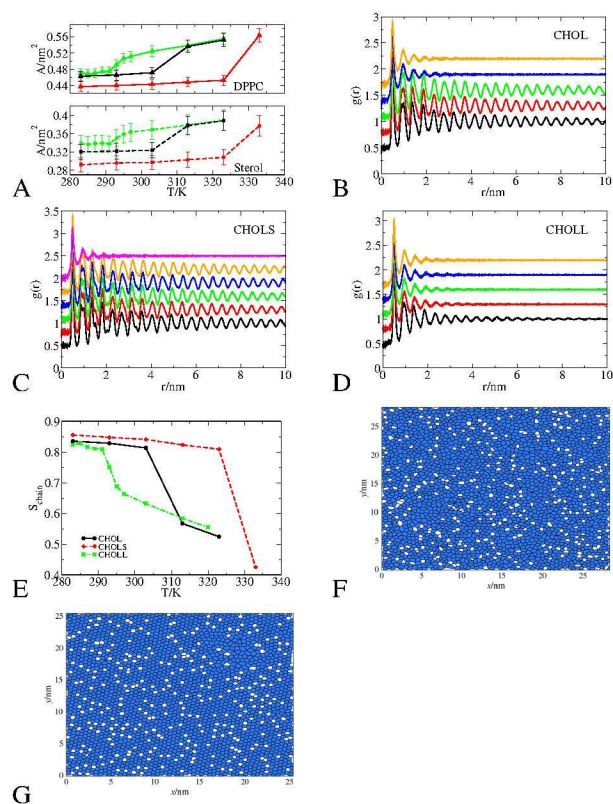 A/nm²
0.56
0.52
0.48
0.44
DPPC
A/nm²
0.4
0.36
0.32
0.28
Sterol
280 290 300 310 320 330 340
T/K
A
g(r)
3
2.5
2
1.5
1
0.5
0
CHOL
0 2 4 6 8 10
r/nm
B
g(r)
3.5
3
2.5
2
1.5
1
0.5
0
CHOLS
0 2 4 6 8 10
r/nm
C
g(r)
3.5
3
2.5
2
1.5
1
0.5
0
CHOLL
0 2 4 6 8 10
r/nm
D
S chain
0.9
0.8
0.7
0.6
0.5
0.4
CHOL
CHOLS
CHOLL
280 290 300 310 320 330 340
T/K
E
y/nm
25
20
15
10
5
0
0 5 10 15 20 25
x/nm
F
y/nm
25
20
15
10
5
0
0 5 10 15 20 25
x/nm
G